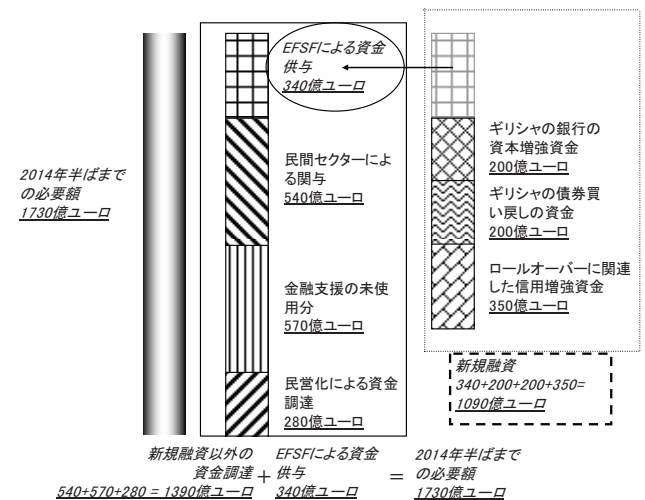 2014年半ばまで
の必要額
1730億ユーロ
EFSFによる資金
供与
340億ユーロ
民間セクターによ
る関与
540億ユーロ
金融支援の未使
用分
570億ユーロ
民営化による資金
調達
280億ユーロ
ギリシャの銀行の
資本増強資金
200億ユーロ
ギリシャの債券買
い戻しの資金
200億ユーロ
ロールオーバーに関連
した信用増強資金
350億ユーロ
新規融資
340+200+200+350=
1090億ユーロ
新規融資以外の
資金調達
540+570+280 = 1390億ユーロ
+
EFSFによる資金
供与
340億ユーロ
=
2014年半ばまで
の必要額
1730億ユーロ